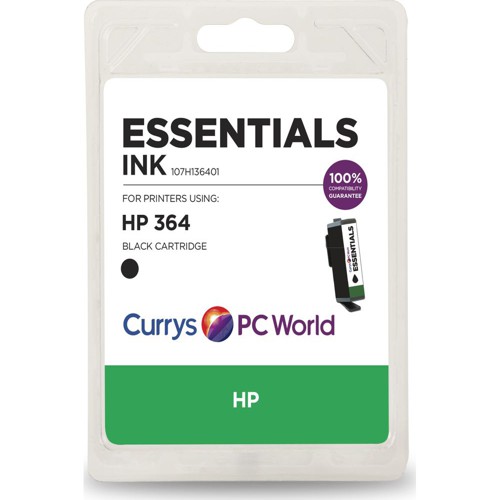 ESSENTIALS
INK 107H136401
100%
COMPATIBILITY
GUARANTEE
FOR PRINTERS USING:
HP 364
BLACK CARTRIDGE
ESSENTIALS
Currys PC World
HP